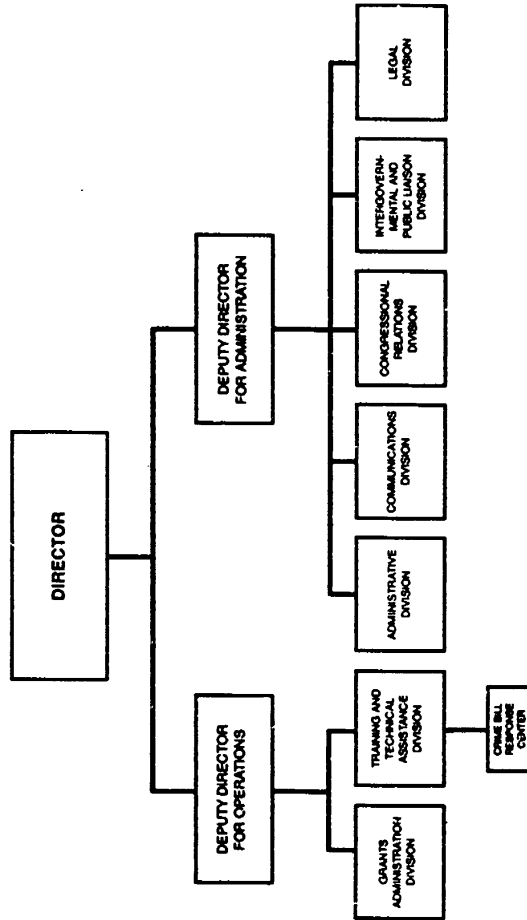 DIRECTOR
DEPUTY DIRECTOR
FOR OPERATIONS
DEPUTY DIRECTOR
FOR ADMINISTRATION
GRANTS
ADMINISTRATION
DIVISION
TRAINING AND
TECHNICAL
ASSISTANCE
DIVISION
ADMINISTRATIVE
DIVISION
COMMUNICATIONS
DIVISION
CONGRESSIONAL
RELATIONS
DIVISION
INTERGOVERN-
MENTAL AND
PUBLIC LIAISON
DIVISION
LEGAL
DIVISION
CRIME BILL
RESPONSE
CENTER